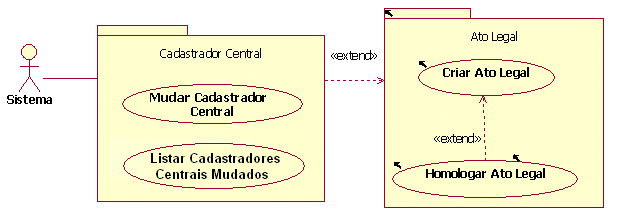 Sistema
Cadastrador Central
Mudar Cadastrador
Central
Listar Cadastradores
Centrais Mudados
«extend»
Ato Legal
Criar Ato Legal
«extend»
Homologar Ato Legal